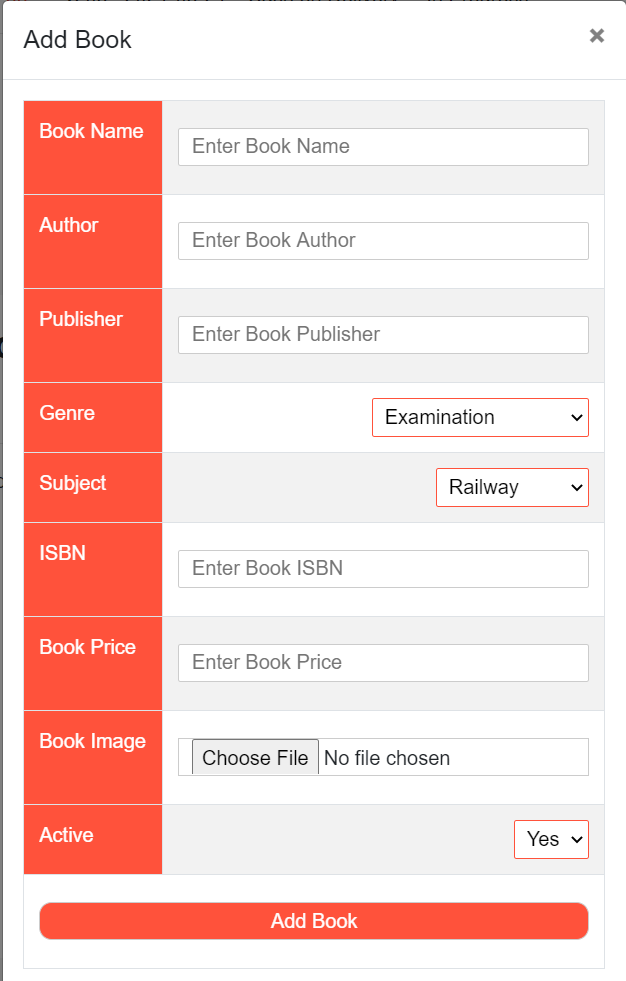 Add Book ×
Book Name Enter Book Name
Author Enter Book Author
Publisher Enter Book Publisher
Genre Examination
Subject Railway
ISBN Enter Book ISBN
Book Price Enter Book Price
Book Image Choose File No file chosen
Active Yes
Add Book